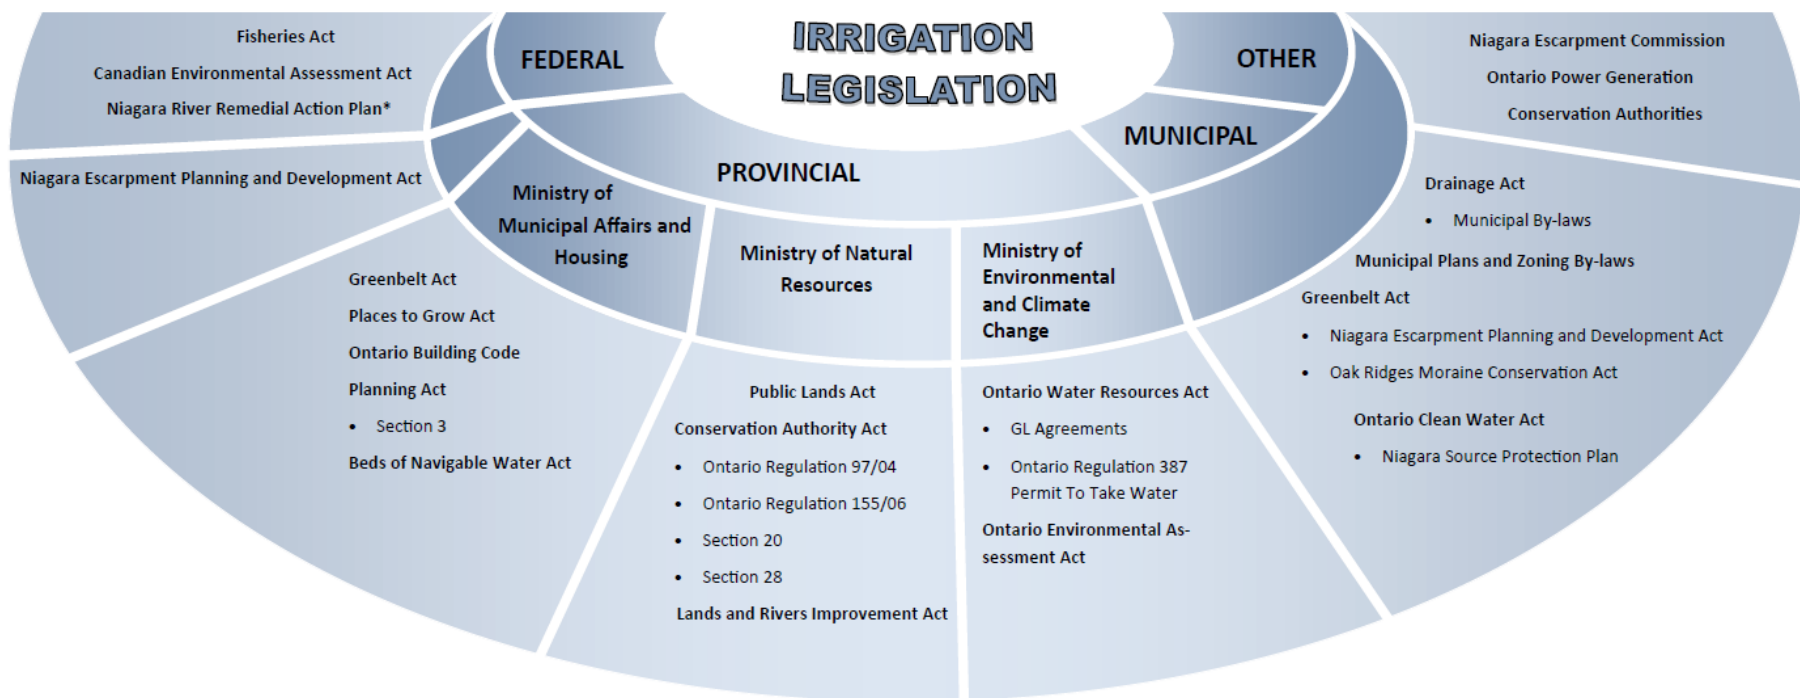 IRRIGATION
LEGISLATION
FEDERAL
Fisheries Act
Canadian Environmental Assessment Act
Niagara River Remedial Action Plan*
PROVINCIAL
Niagara Escarpment Planning and Development Act
Ministry of
Municipal Affairs and
Housing
Greenbelt Act
Places to Grow Act
Ontario Building Code
Planning Act
• Section 3
Beds of Navigable Water Act
Ministry of Natural
Resources
Public Lands Act
Conservation Authority Act
• Ontario Regulation 97/04
• Ontario Regulation 155/06
• Section 20
• Section 28
Lands and Rivers Improvement Act
Ministry of
Environmental
and Climate
Change
Ontario Water Resources Act
• GL Agreements
• Ontario Regulation 387
Permit To Take Water
Ontario Environmental As-
sessment Act
MUNICIPAL
Drainage Act
• Municipal By-laws
Municipal Plans and Zoning By-laws
Greenbelt Act
• Niagara Escarpment Planning and Development Act
• Oak Ridges Moraine Conservation Act
Ontario Clean Water Act
• Niagara Source Protection Plan
OTHER
Niagara Escarpment Commission
Ontario Power Generation
Conservation Authorities